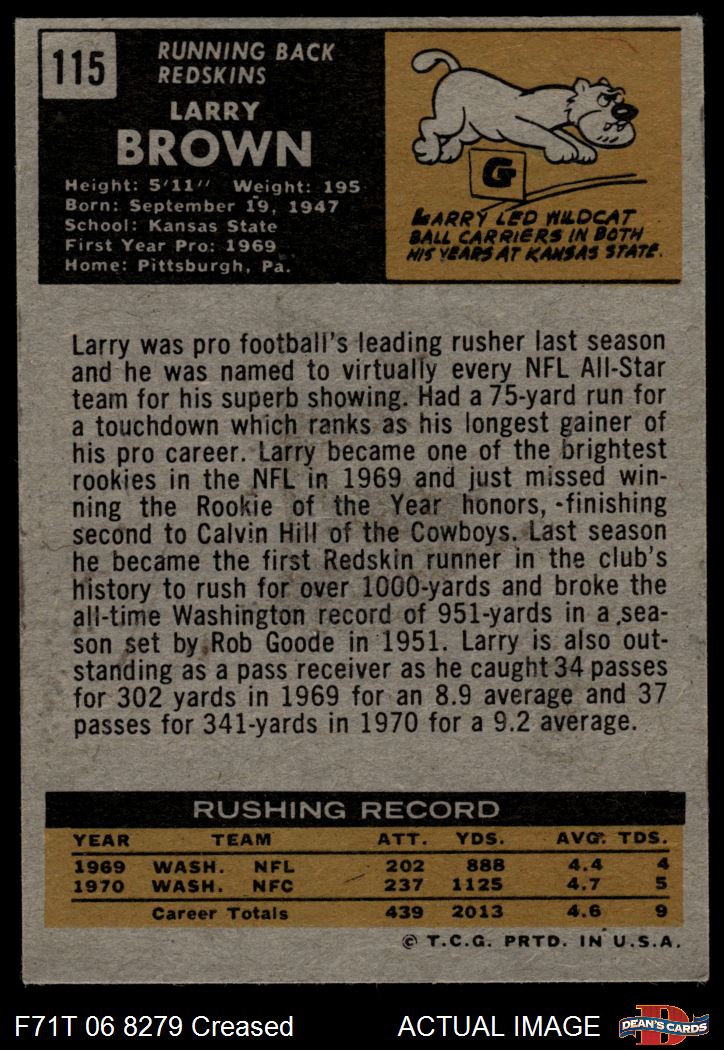 115
RUNNING BACK
REDSKINS
LARRY
BROWN
Height: 5'11" Weight: 195
Born: September 19, 1947
School: Kansas State
First Year Pro: 1969
Home: Pittsburgh, Pa.
G
LARRY LED WILDCAT
BALL CARRIERS IN BOTH
HIS YEARS AT KANSAS STATE.
Larry was pro football's leading rusher last season
and he was named to virtually every NFL All-Star
team for his superb showing. Had a 75-yard run for
a touchdown which ranks as his longest gainer of
his pro career. Larry became one of the brightest
rookies in the NFL in 1969 and just missed win-
ning the Rookie of the Year honors, -finishing
second to Calvin Hill of the Cowboys. Last season
he became the first Redskin runner in the club's
history to rush for over 1000-yards and broke the
all-time Washington record of 951-yards in a sea-
son set by Rob Goode in 1951. Larry is also out-
standing as a pass receiver as he caught 34 passes
for 302 yards in 1969 for an 8.9 average and 37
passes for 341-yards in 1970 for a 9.2 average.
RUSHING RECORD
YEAR TEAM ATT. YDS. AVG. TDS.
1969 WASH. NFL 202 888 4.4 4
1970 WASH. NFC 237 1125 4.7 5
Career Totals 439 2013 4.6 9
© T.C.G. PRTD. IN U.S.A.
F71T 06 8279 Creased ACTUAL IMAGE
D
DEAN'S CARDS